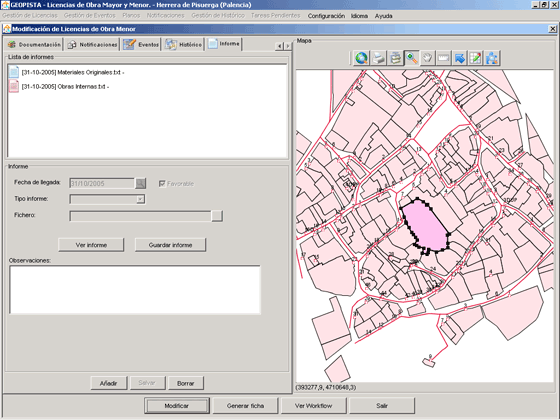 GEOPISTA - Licencias de Obra Mayor y Menor. - Herrera de Pisuerga (Palencia)
Gestión de Licencias Gestión de Eventos Planos Notificaciones Gestión de Histórico Tareas Pendientes Configuración Idioma Ayuda
Modificación de Licencias de Obra Menor
Documentación Notificaciones Eventos Histórico Informe
Lista de informes
[31-10-2005] Materiales Originales.txt -
[31-10-2005] Obras Internas.txt -
Informe
Fecha de llegada: 31/10/2005 Favorable
Tipo informe:
Fichero:
Ver informe Guardar informe
Observaciones:
Añadir Salvar Borrar
Mapa
(393277,9, 4710648,3)
Modificar Generar ficha Ver Workflow Salir